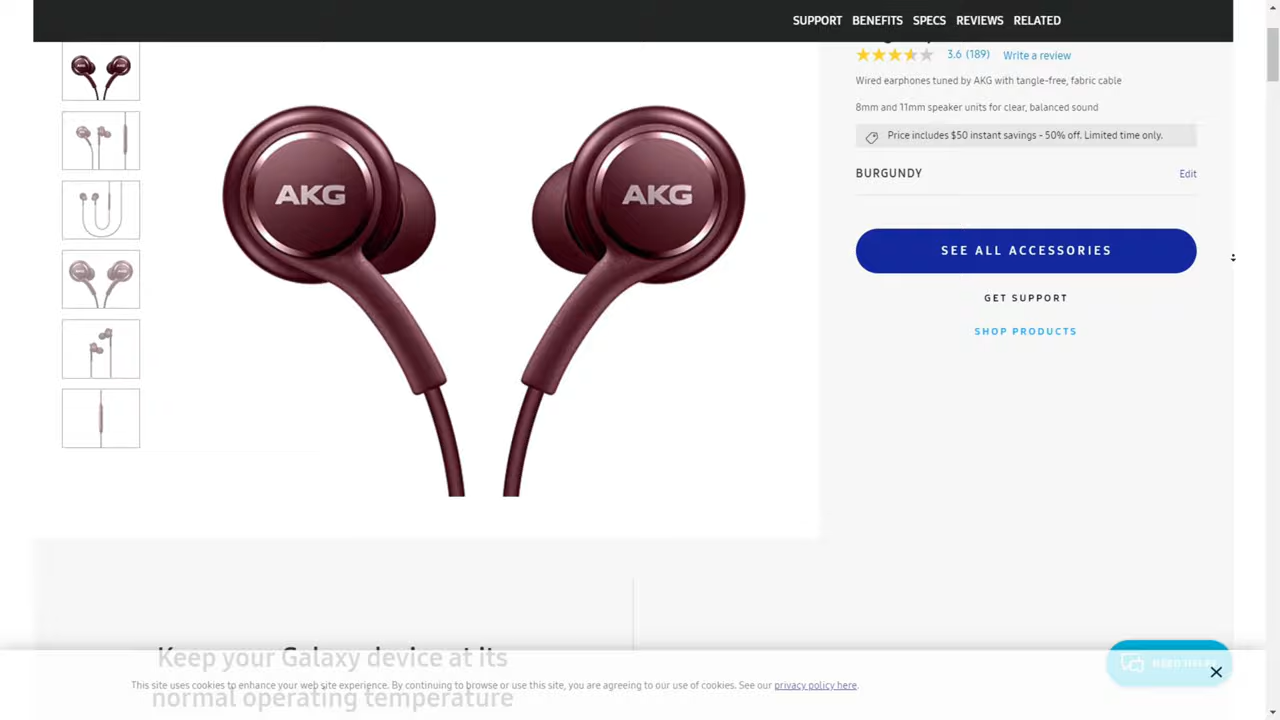 SUPPORT BENEFITS SPECS REVIEWS RELATED
3.6 (189) Write a review
Wired earphones tuned by AKG with tangle-free, fabric cable
8mm and 11mm speaker units for clear, balanced sound
Price includes $50 instant savings - 50% off. Limited time only.
BURGUNDY Edit
SEE ALL ACCESSORIES
GET SUPPORT
SHOP PRODUCTS
AKG AKG
Keep your Galaxy device at its
This site uses cookies to enhance your web site experience. By continuing to browse or use this site, you are agreeing to our use of cookies. See our privacy policy here.
normal operating temperature